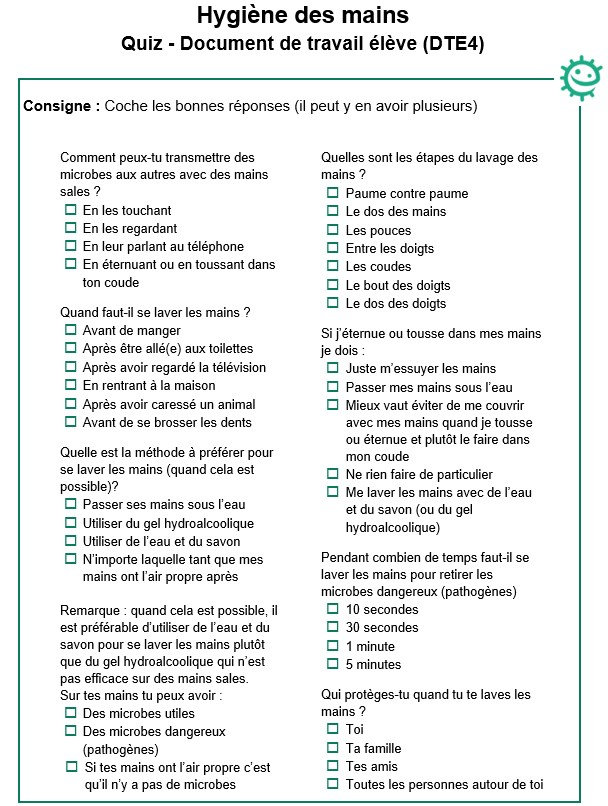 Hygiène des mains
Quiz - Document de travail élève (DTE4)
Consigne : Coche les bonnes réponses (il peut y en avoir plusieurs)
Comment peux-tu transmettre des
microbes aux autres avec des mains
sales ?
En les touchant
En les regardant
En leur parlant au téléphone
En éternuant ou en toussant dans
ton coude
Quand faut-il se laver les mains ?
Avant de manger
Après être allé(e) aux toilettes
Après avoir regardé la télévision
En rentrant à la maison
Après avoir caressé un animal
Avant de se brosser les dents
Quelle est la méthode à préférer pour
se laver les mains (quand cela est
possible)?
Passer ses mains sous l'eau
Utiliser du gel hydroalcoolique
Utiliser de l'eau et du savon
N'importe laquelle tant que mes
mains ont l'air propre après
Remarque : quand cela est possible, il
est préférable d'utiliser de l'eau et du
savon pour se laver les mains plutôt
que du gel hydroalcoolique qui n'est
pas efficace sur des mains sales.
Sur tes mains tu peux avoir :
Des microbes utiles
Des microbes dangereux
(pathogènes)
Si tes mains ont l'air propre c'est
qu'il n'y a pas de microbes
Quelles sont les étapes du lavage des
mains ?
Paume contre paume
Le dos des mains
Les pouces
Entre les doigts
Les coudes
Le bout des doigts
Le dos des doigts
Si j'éternue ou tousse dans mes mains
je dois :
Juste m'essuyer les mains
Passer mes mains sous l'eau
Mieux vaut éviter de me couvrir
avec mes mains quand je tousse
ou éternue et plutôt le faire dans
mon coude
Ne rien faire de particulier
Me laver les mains avec de l'eau
et du savon (ou du gel
hydroalcoolique)
Pendant combien de temps faut-il se
laver les mains pour retirer les
microbes dangereux (pathogènes)
10 secondes
30 secondes
1 minute
5 minutes
Qui protèges-tu quand tu te laves les
mains ?
Toi
Ta famille
Tes amis
Toutes les personnes autour de toi